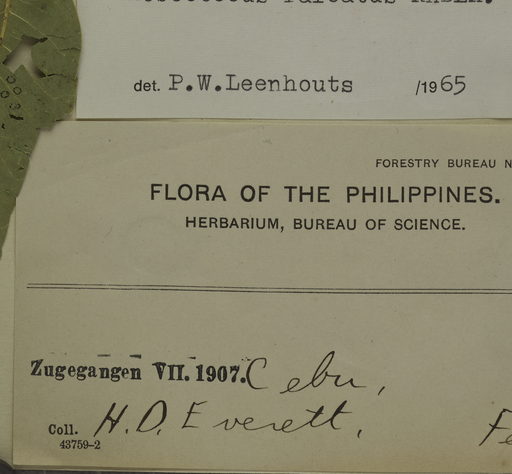 det. P.W.Leenhouts /1965
FORESTRY BUREAU
FLORA OF THE PHILIPPINES.
HERBARIUM, BUREAU OF SCIENCE.
Zugegangen VII. 1907. Cebu,
Coll. H. D. Everett,
43759-2